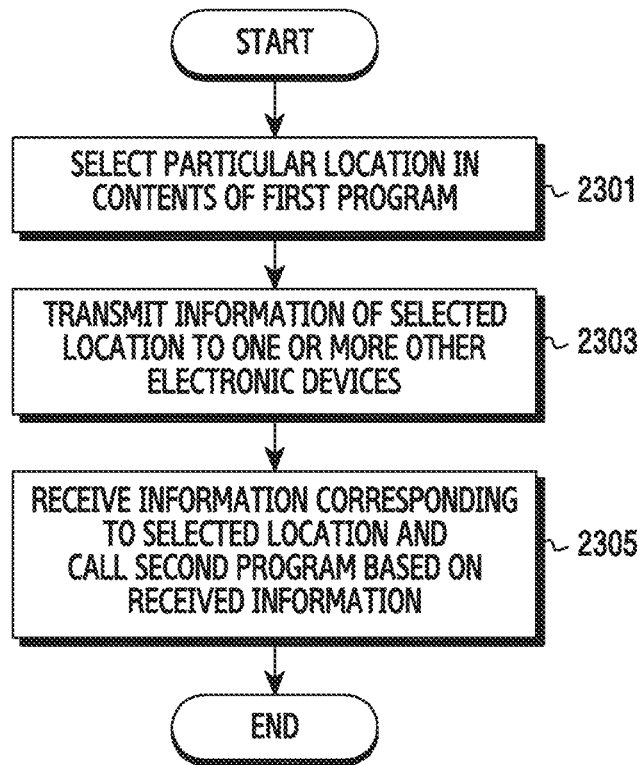 START
SELECT PARTICULAR LOCATION IN
CONTENTS OF FIRST PROGRAM
2301
TRANSMIT INFORMATION OF SELECTED
LOCATION TO ONE OR MORE OTHER
ELECTRONIC DEVICES
2303
RECEIVE INFORMATION CORRESPONDING
TO SELECTED LOCATION AND
CALL SECOND PROGRAM BASED ON
RECEIVED INFORMATION
2305
END